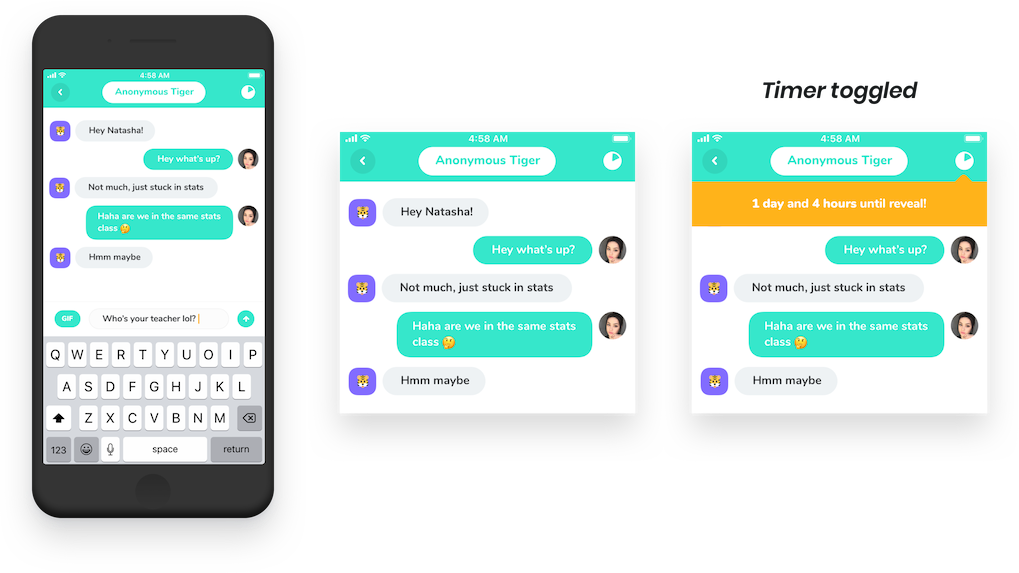 4:58 AM
Anonymous Tiger
Hey Natasha!
Hey what's up?
Not much, just stuck in stats
Haha are we in the same stats
class 🤔
Hmm maybe
GIF
Who's your teacher lol?
Q W E R T Y U O I P
A S D F G H J K L
Z X C V B N M
123
space
return
4:58 AM
Anonymous Tiger
Hey Natasha!
Hey what's up?
Not much, just stuck in stats
Haha are we in the same stats
class 🤔
Hmm maybe
Timer toggled
4:58 AM
Anonymous Tiger
1 day and 4 hours until reveal!
Hey what's up?
Not much, just stuck in stats
Haha are we in the same stats
class 🤔
Hmm maybe